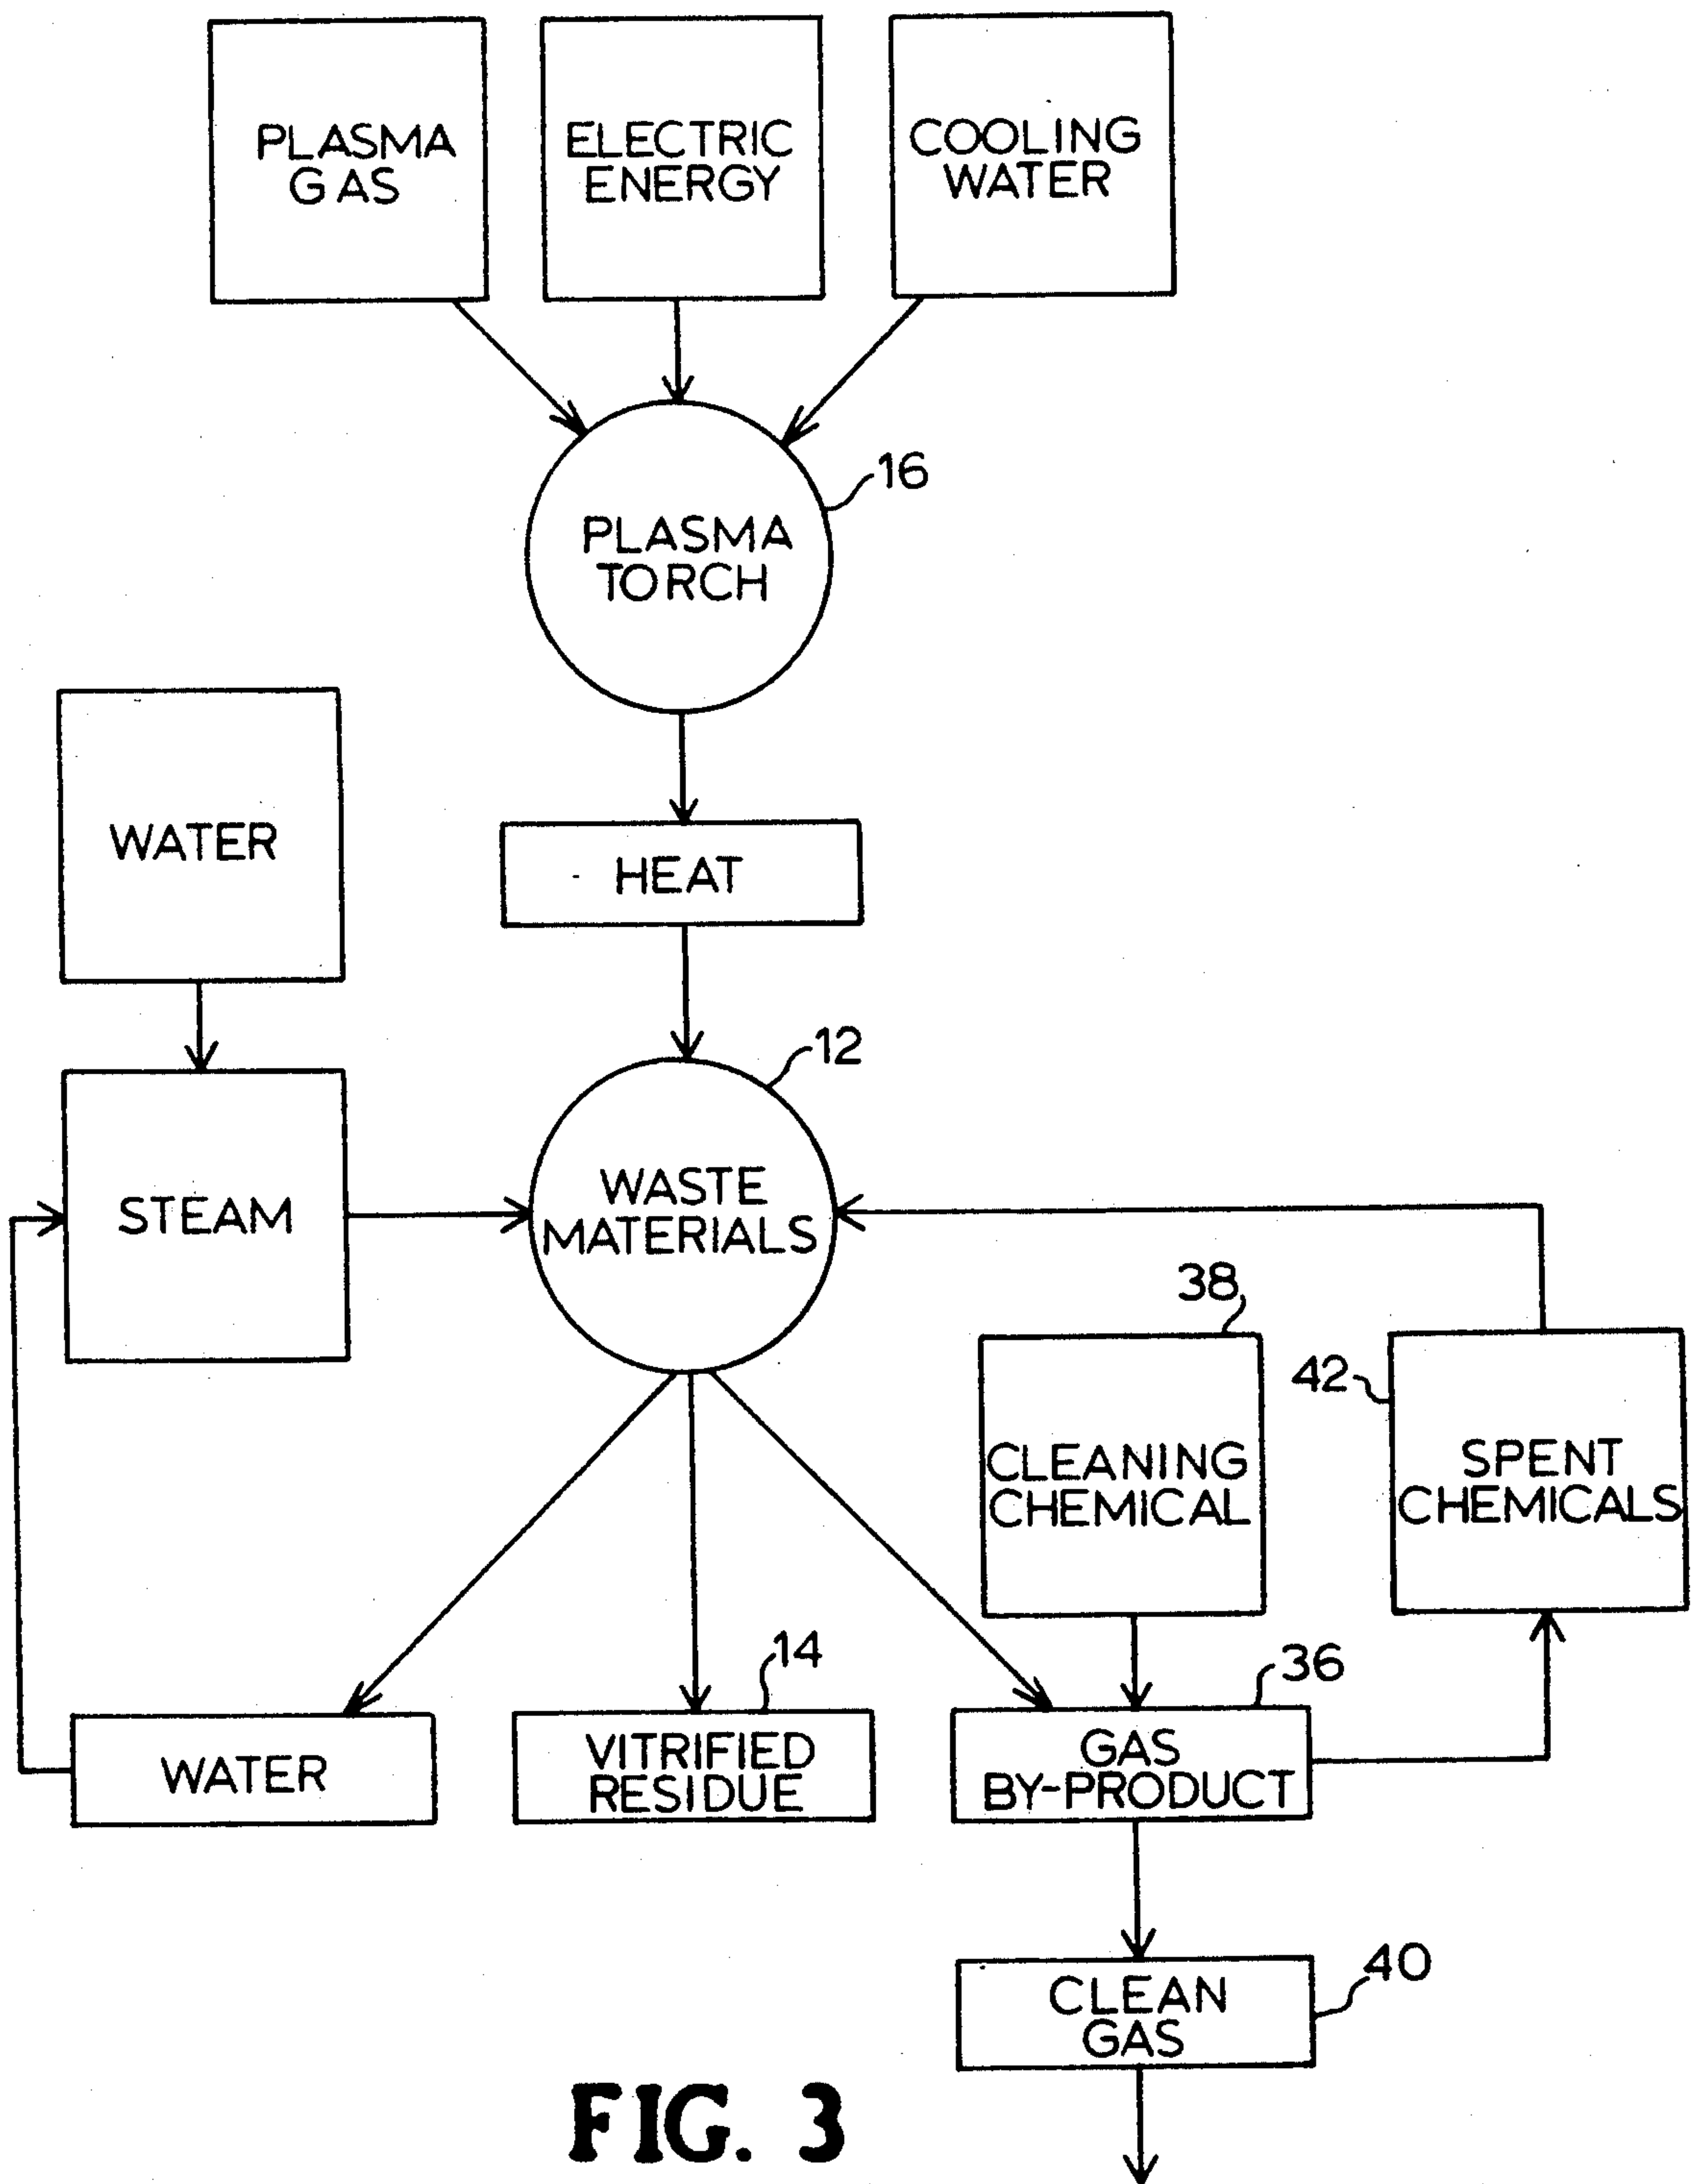 PLASMA
GAS
ELECTRIC
ENERGY
COOLING
WATER
16
PLASMA
TORCH
WATER
HEAT
12
STEAM
WASTE
MATERIALS
38
42
CLEANING
CHEMICAL
SPENT
CHEMICALS
14
36
WATER
VITRIFIED
RESIDUE
GAS
BY-PRODUCT
40
CLEAN
GAS
FIG. 3